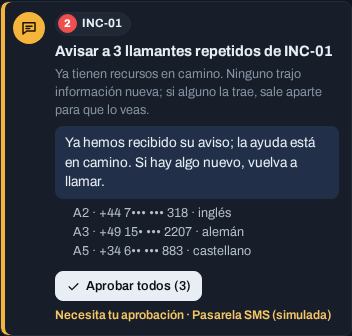 2 INC-01
Avisar a 3 llamantes repetidos de INC-01
Ya tienen recursos en camino. Ninguno trajo
información nueva; si alguno la trae, sale aparte
para que lo veas.
Ya hemos recibido su aviso; la ayuda está
en camino. Si hay algo nuevo, vuelva a
llamar.
A2 · +44 7••• ••• 318 · inglés
A3 · +49 15• ••• 2207 · alemán
A5 · +34 6•• ••• 883 · castellano
Aprobar todos (3)
Necesita tu aprobación · Pasarela SMS (simulada)